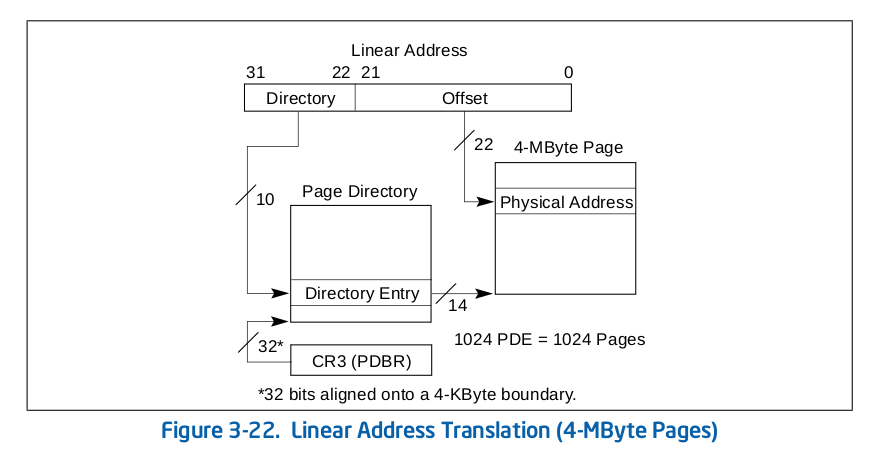 Linear Address
31 22 21 0
Directory Offset
22 4-MByte Page
10 Page Directory Physical Address
Directory Entry
14
32* 1024 PDE = 1024 Pages
CR3 (PDBR)
*32 bits aligned onto a 4-KByte boundary.
Figure 3-22. Linear Address Translation (4-MByte Pages)